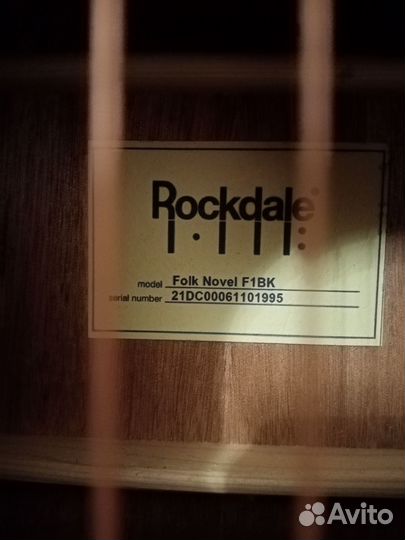 Rockdale
model Folk Novel F1BK
serial number 21DC00061101995
Avito